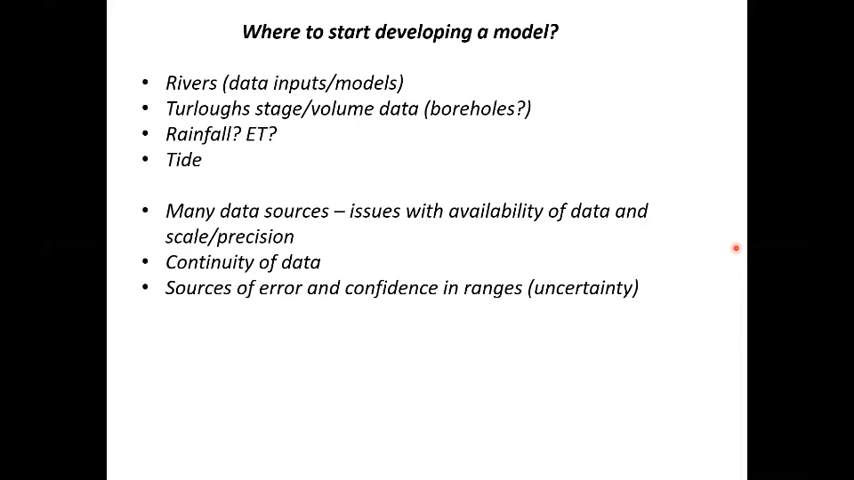 Where to start developing a model?
• Rivers (data inputs/models)
• Turloughs stage/volume data (boreholes?)
• Rainfall? ET?
• Tide
• Many data sources – issues with availability of data and
scale/precision
• Continuity of data
• Sources of error and confidence in ranges (uncertainty)